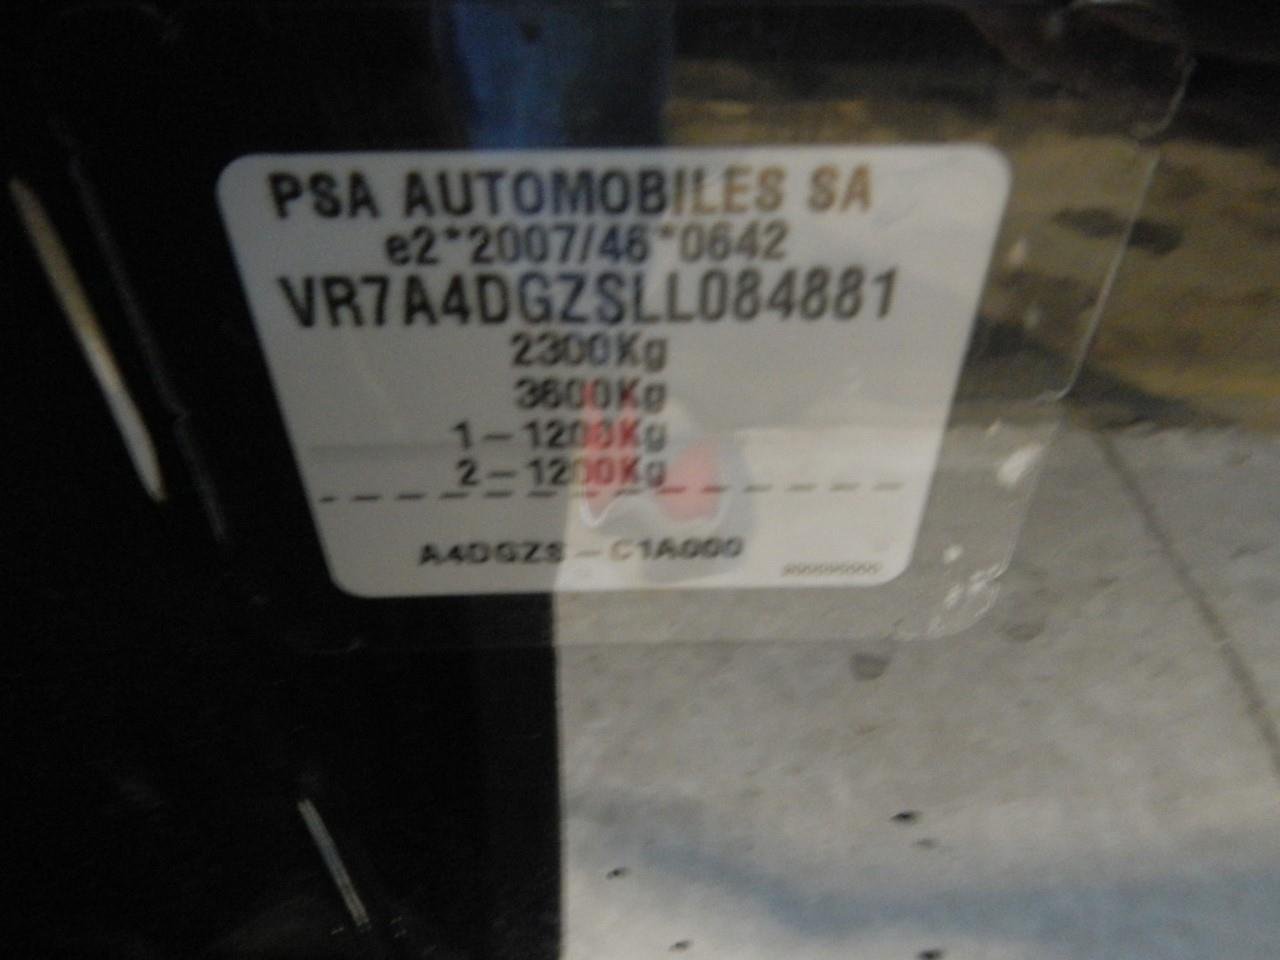 PSA AUTOMOBILES SA
e2*2007/46*0642
VR7A4DGZSLL084881
2300Kg
3600Kg
1-1200Kg
2-1200Kg
A4DGZS-C1A000